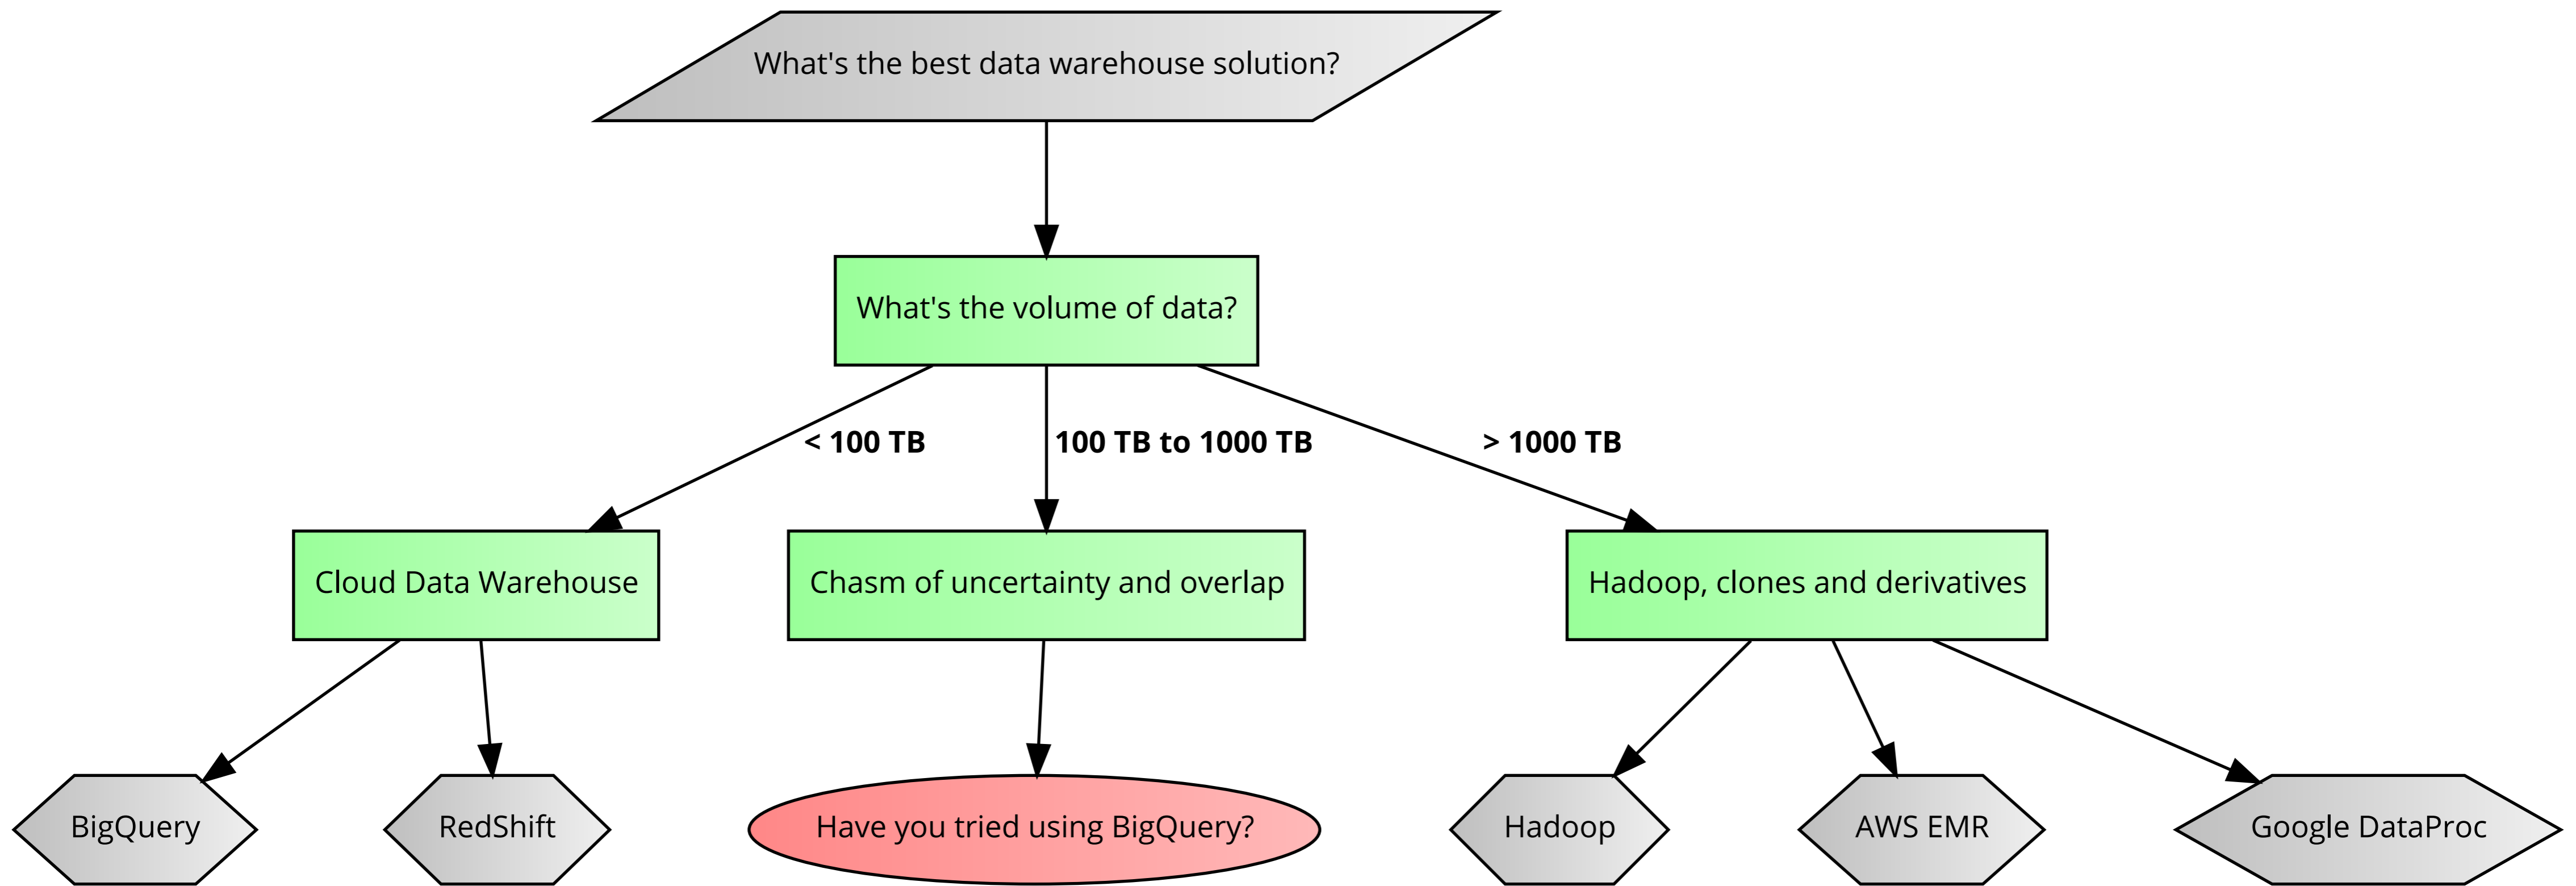 What's the best data warehouse solution?
What's the volume of data?
< 100 TB
100 TB to 1000 TB
> 1000 TB
Cloud Data Warehouse
Chasm of uncertainty and overlap
Hadoop, clones and derivatives
BigQuery
RedShift
Have you tried using BigQuery?
Hadoop
AWS EMR
Google DataProc